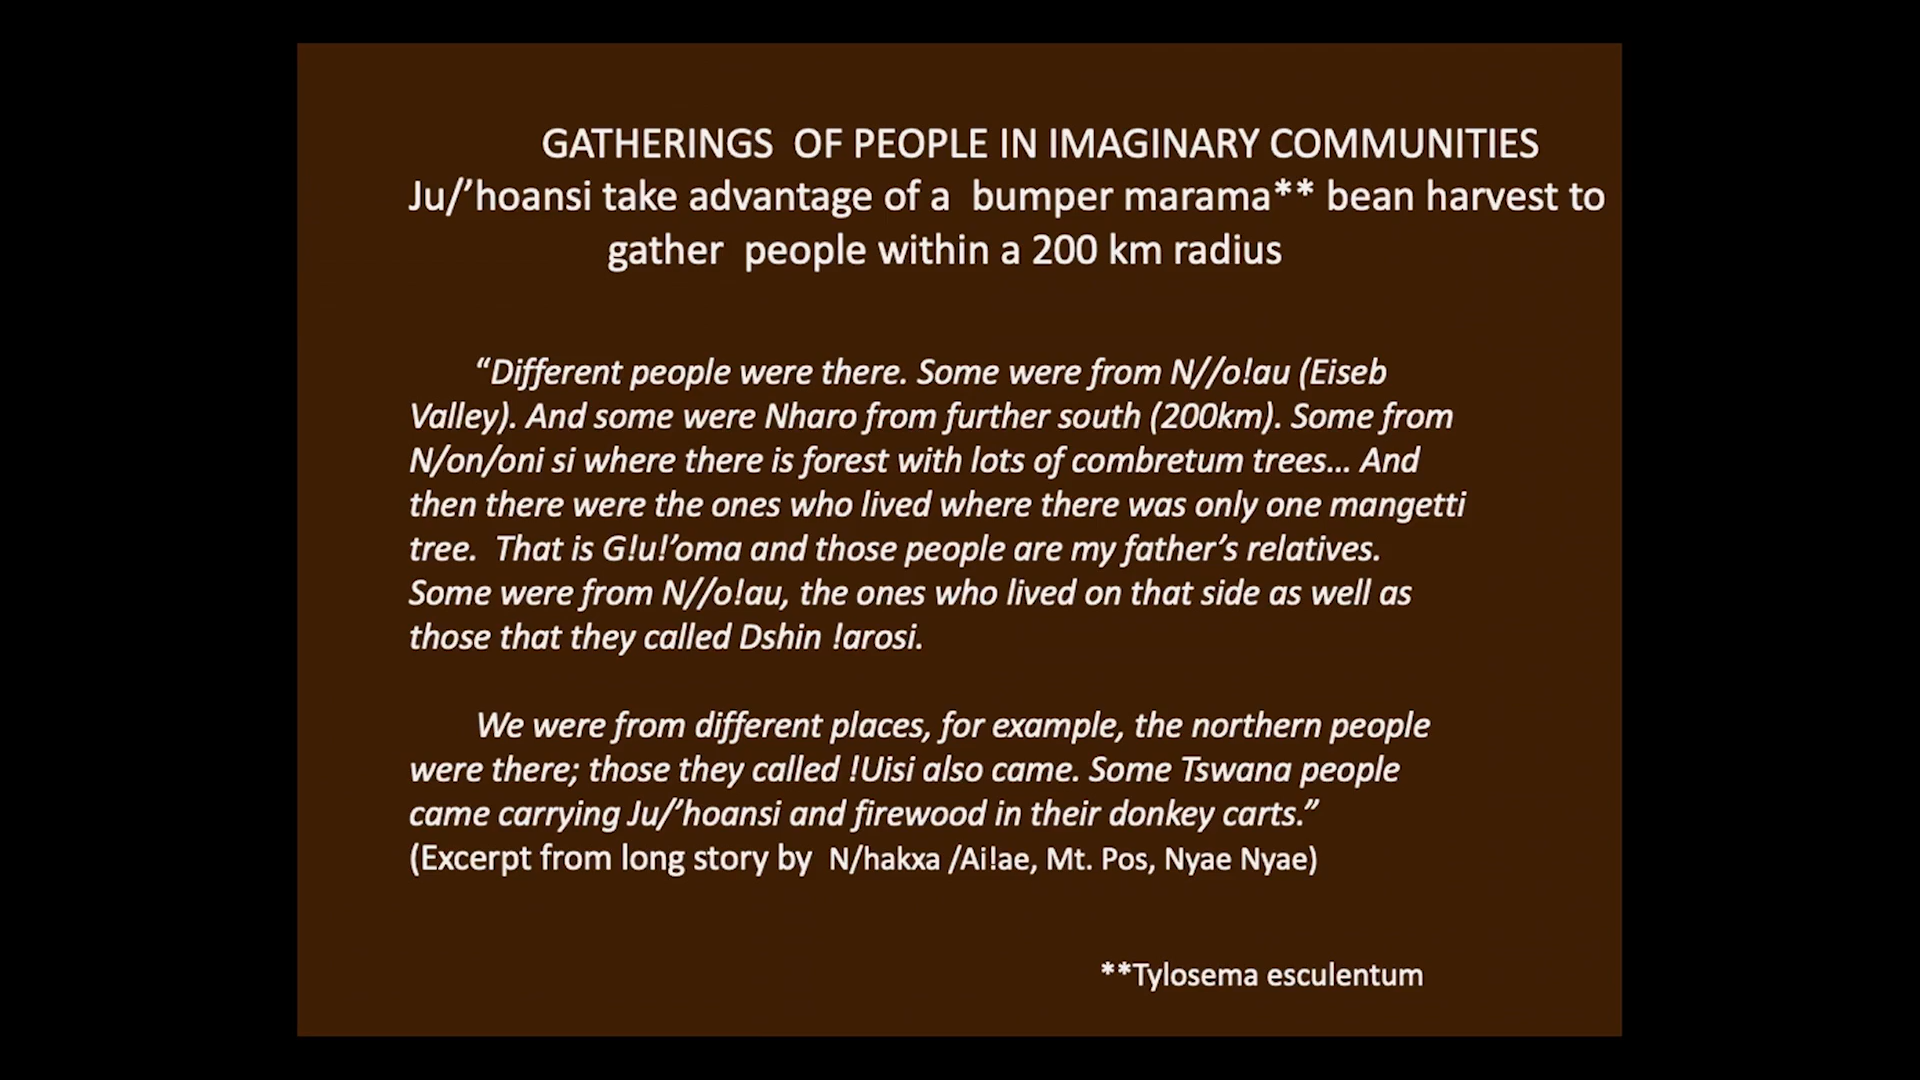 GATHERINGS  OF PEOPLE IN IMAGINARY COMMUNITIES
Ju/’hoansi take advantage of a  bumper marama** bean harvest to
gather  people within a 200 km radius
“Different people were there. Some were from N//o!au (Eiseb
Valley). And some were Nharo from further south (200km). Some from
N/on/oni si where there is forest with lots of combretum trees... And
then there were the ones who lived where there was only one mangetti
tree.  That is G!u!’oma and those people are my father’s relatives.
Some were from N//o!au, the ones who lived on that side as well as
those that they called Dshin !arosi.
We were from different places, for example, the northern people
were there; those they called !Uisi also came. Some Tswana people
came carrying Ju/’hoansi and firewood in their donkey carts.”
(Excerpt from long story by  N/hakxa /Ai!ae, Mt. Pos, Nyae Nyae)
**Tylosema esculentum